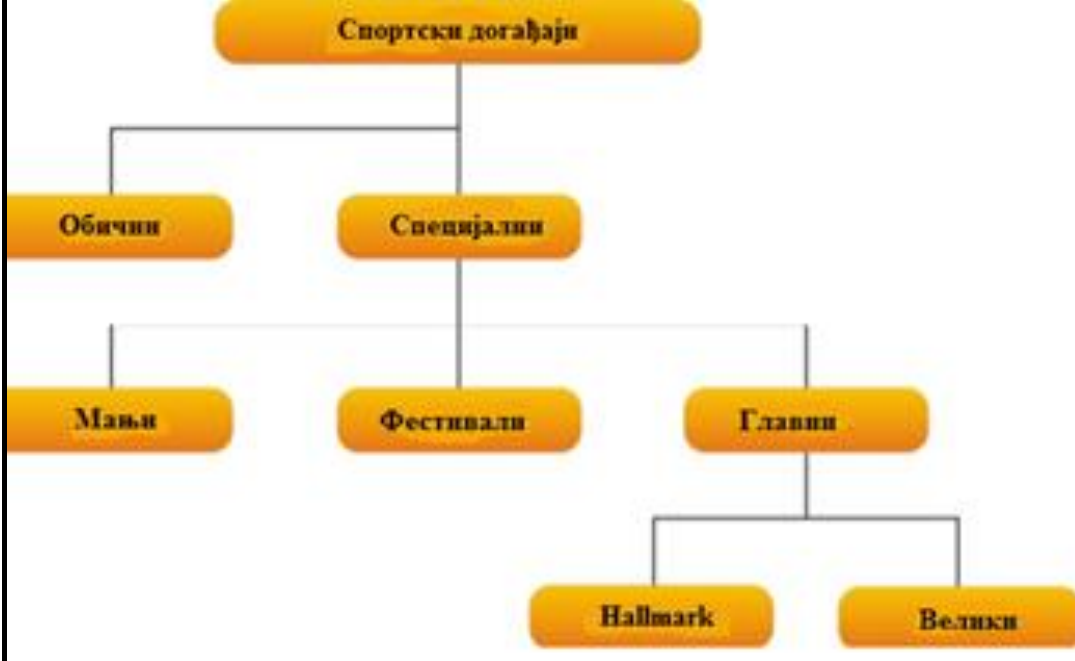 Спортски догађаји
Обични
Специјални
Мањи
Фестивали
Главни
Hallmark
Велики